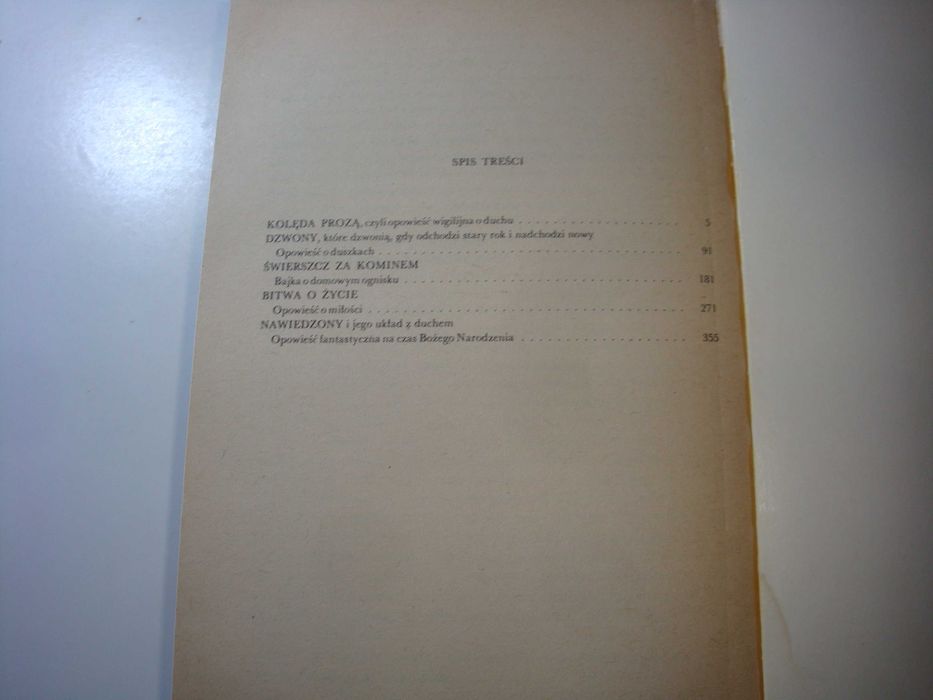 SPIS TREŚCI
KOLĘDA PROZĄ, czyli opowieść wigilijna o duchu . . . . . . . . . . . . . . . . . 5
DZWONY, które dzwonią, gdy odchodzi stary rok i nadchodzi nowy
Opowieść o duszkach . . . . . . . . . . . . . . . . . . . . . . . . . . . . . . . 91
ŚWIERSZCZ ZA KOMINEM
Bajka o domowym ognisku . . . . . . . . . . . . . . . . . . . . . . . . . . . . 181
BITWA O ŻYCIE
Opowieść o miłości . . . . . . . . . . . . . . . . . . . . . . . . . . . . . . . . 271
NAWIEDZONY i jego układ z duchem
Opowieść fantastyczna na czas Bożego Narodzenia . . . . . . . . . . . . . . . . . 355